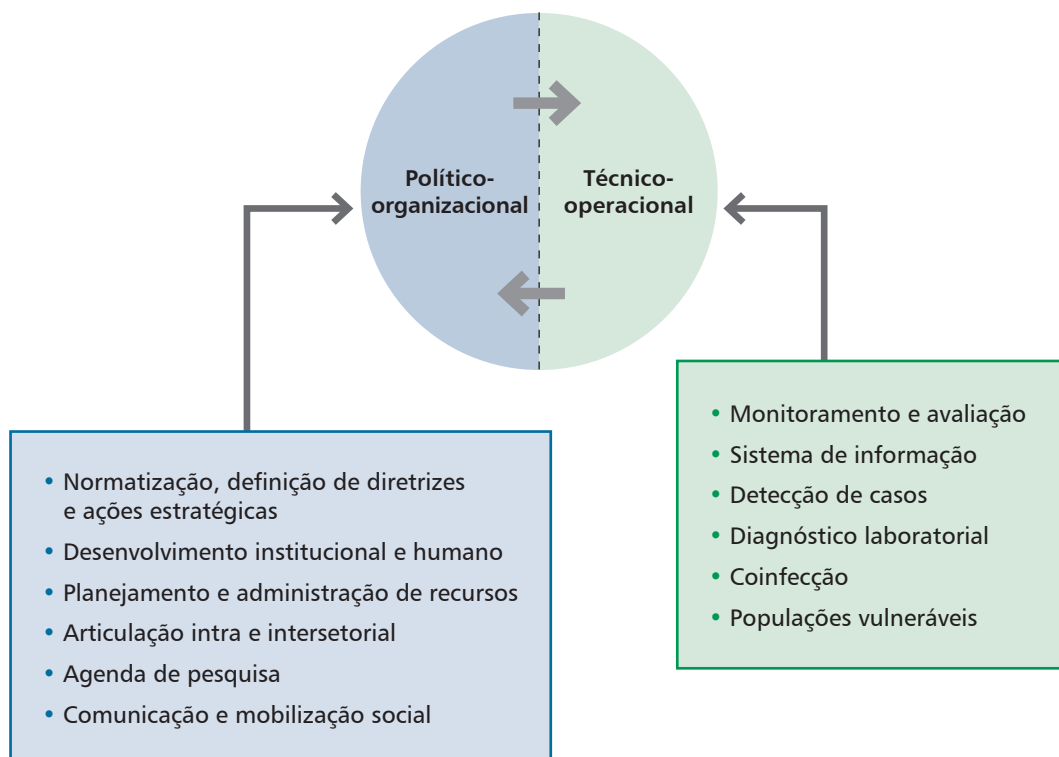 Político-
organizacional
Técnico-
operacional
• Normatização, definição de diretrizes
e ações estratégicas
• Desenvolvimento institucional e humano
• Planejamento e administração de recursos
• Articulação intra e intersetorial
• Agenda de pesquisa
• Comunicação e mobilização social
• Monitoramento e avaliação
• Sistema de informação
• Detecção de casos
• Diagnóstico laboratorial
• Coinfecção
• Populações vulneráveis